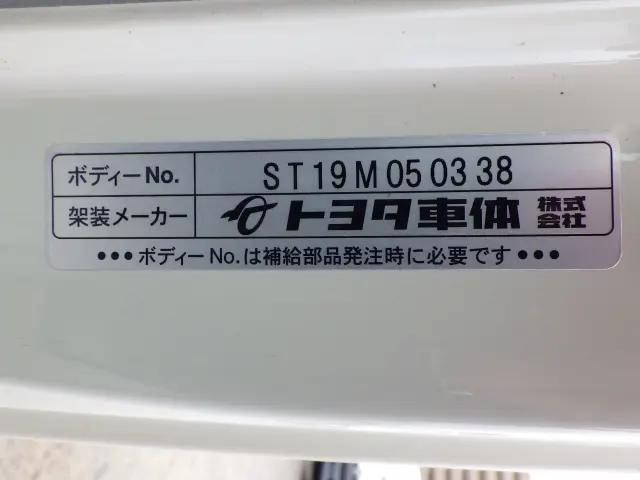 ボディーNo. ST19M05 0338
架装メーカー トヨタ車体 株式会社
•••ボディーNo.は補給部品発注時に必要です•••